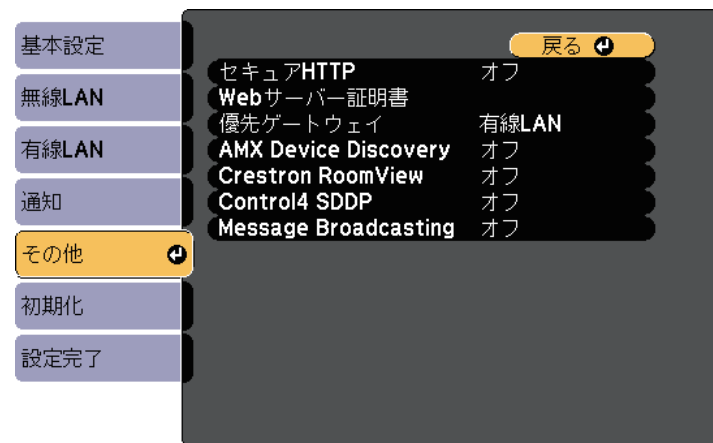 基本設定
無線LAN
有線LAN
通知
その他
初期化
設定完了
戻る
セキュアHTTP オフ
Webサーバー証明書
優先ゲートウェイ 有線LAN
AMX Device Discovery オフ
Crestron RoomView オフ
Control4 SDDP オフ
Message Broadcasting オフ